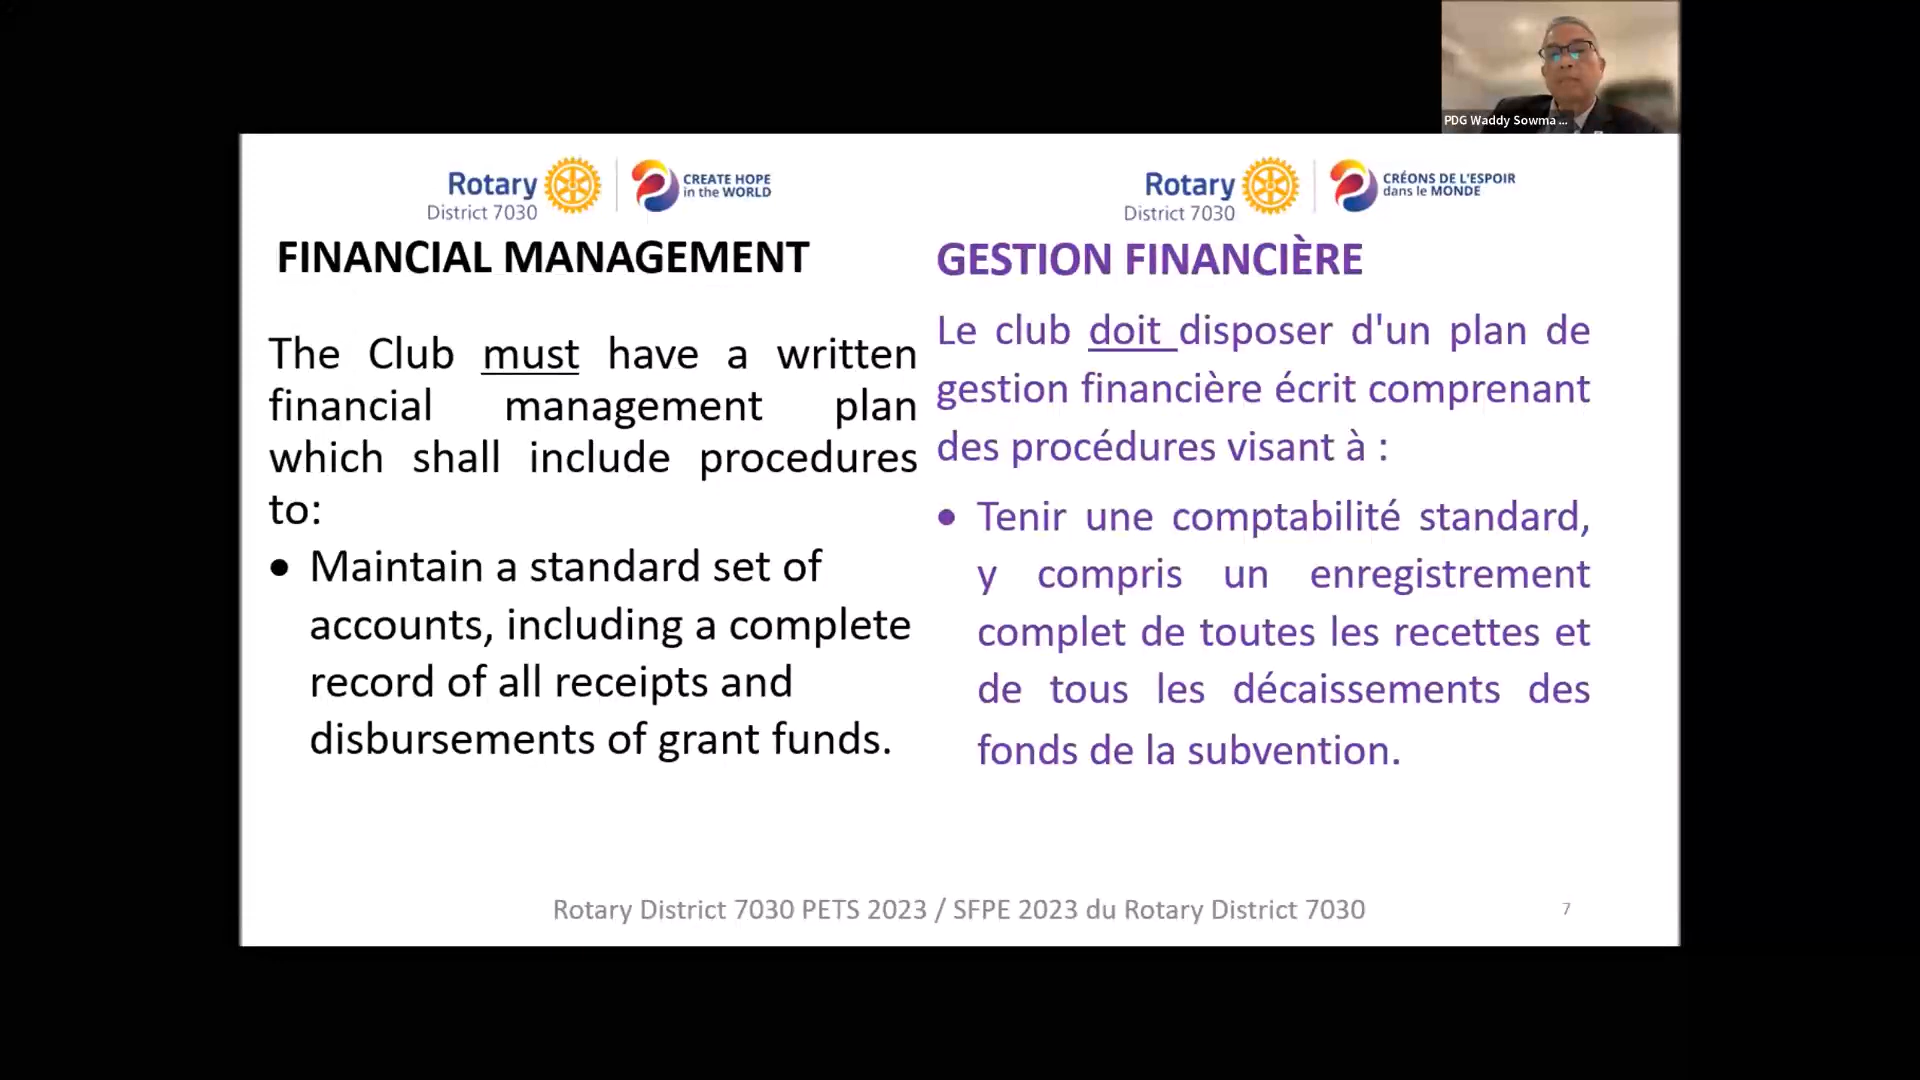 PDG Waddy Sowma ...
Rotary
District 7030
CREATE HOPE
in the WORLD
Rotary
District 7030
CRÉONS DE L'ESPOIR
dans le MONDE
FINANCIAL MANAGEMENT
The Club must have a written
financial management plan
which shall include procedures
to:
• Maintain a standard set of
accounts, including a complete
record of all receipts and
disbursements of grant funds.
GESTION FINANCIÈRE
Le club doit disposer d'un plan de
gestion financière écrit comprenant
des procédures visant à :
• Tenir une comptabilité standard,
y compris un enregistrement
complet de toutes les recettes et
de tous les décaissements des
fonds de la subvention.
Rotary District 7030 PETS 2023 / SFPE 2023 du Rotary District 7030
7